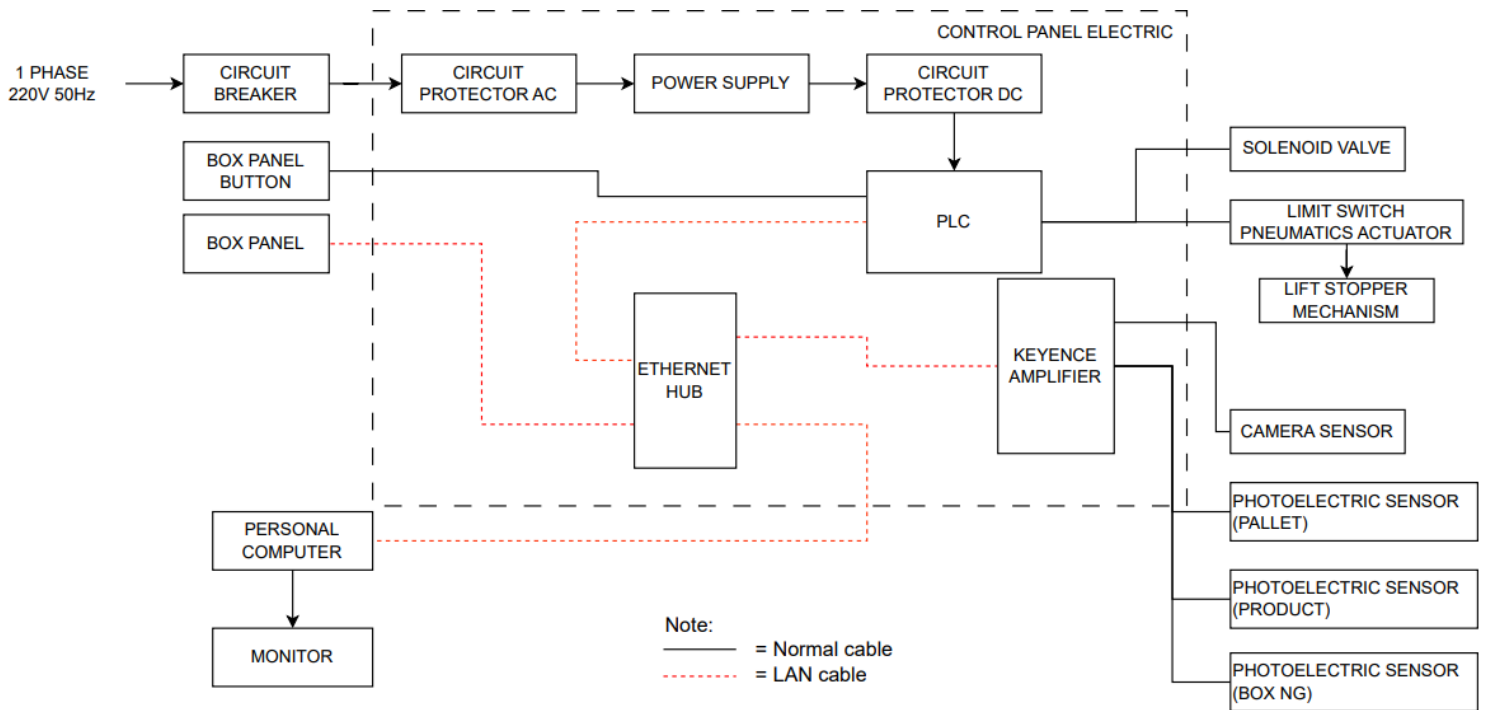 CONTROL PANEL ELECTRIC
1 PHASE
220V 50Hz
CIRCUIT
BREAKER
CIRCUIT
PROTECTOR AC
POWER SUPPLY
CIRCUIT
PROTECTOR DC
BOX PANEL
BUTTON
BOX PANEL
PLC
SOLENOID VALVE
LIMIT SWITCH
PNEUMATICS ACTUATOR
LIFT STOPPER
MECHANISM
ETHERNET
HUB
KEYENCE
AMPLIFIER
CAMERA SENSOR
PHOTOELECTRIC SENSOR
(PALLET)
PERSONAL
COMPUTER
PHOTOELECTRIC SENSOR
(PRODUCT)
MONITOR
Note:
= Normal cable
= LAN cable
PHOTOELECTRIC SENSOR
(BOX NG)